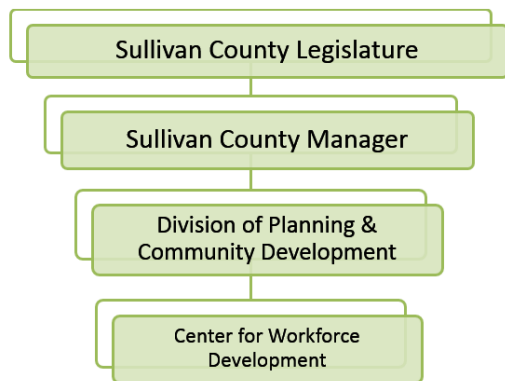 Sullivan County Legislature
Sullivan County Manager
Division of Planning &
Community Development
Center for Workforce
Development